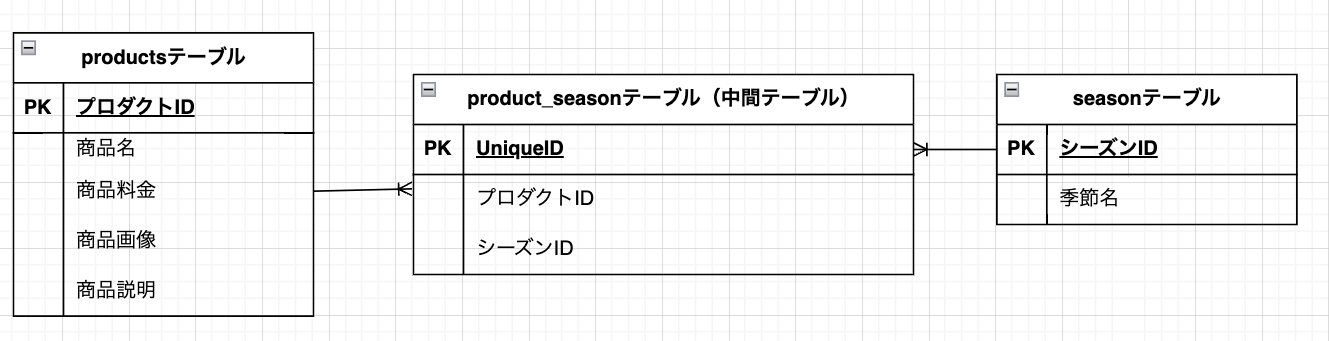 productsテーブル
PK プロダクトID
商品名
商品料金
商品画像
商品説明
product_seasonテーブル（中間テーブル）
PK UniqueID
プロダクトID
シーズンID
seasonテーブル
PK シーズンID
季節名